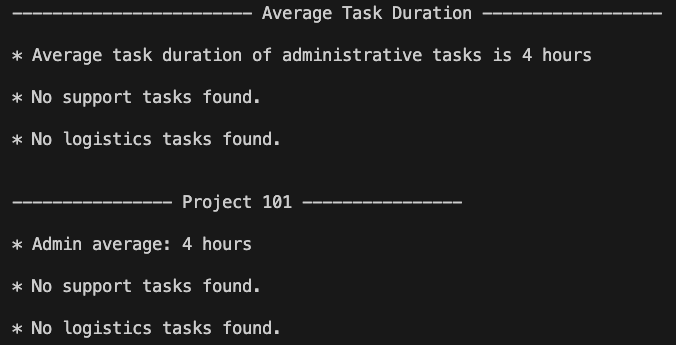 ------------------------ Average Task Duration ------------------
* Average task duration of administrative tasks is 4 hours
* No support tasks found.
* No logistics tasks found.
---------------- Project 101 ----------------
* Admin average: 4 hours
* No support tasks found.
* No logistics tasks found.